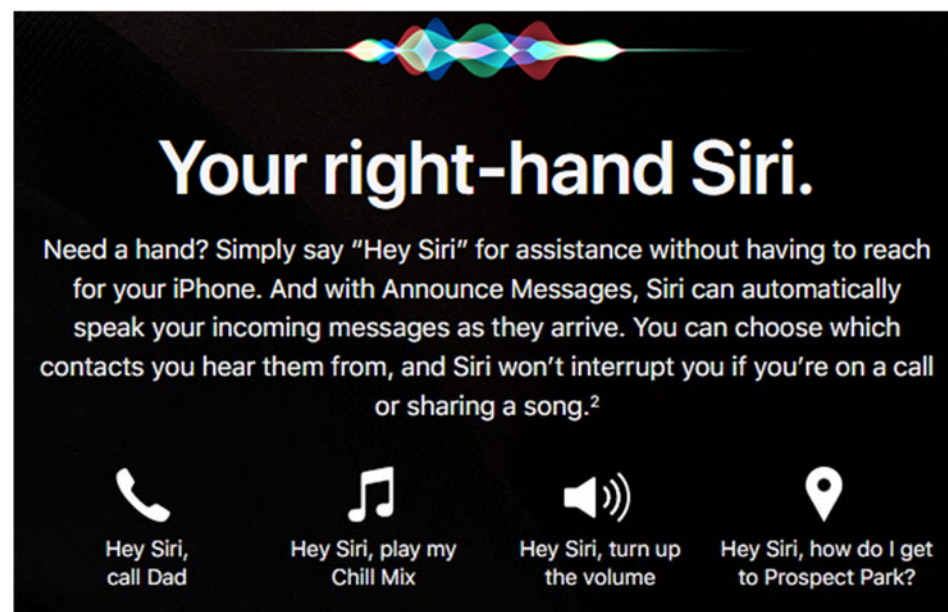 Your right-hand Siri.
Need a hand? Simply say “Hey Siri” for assistance without having to reach
for your iPhone. And with Announce Messages, Siri can automatically
speak your incoming messages as they arrive. You can choose which
contacts you hear them from, and Siri won’t interrupt you if you’re on a call
or sharing a song.²
Hey Siri,
call Dad
Hey Siri, play my
Chill Mix
Hey Siri, turn up
the volume
Hey Siri, how do I get
to Prospect Park?